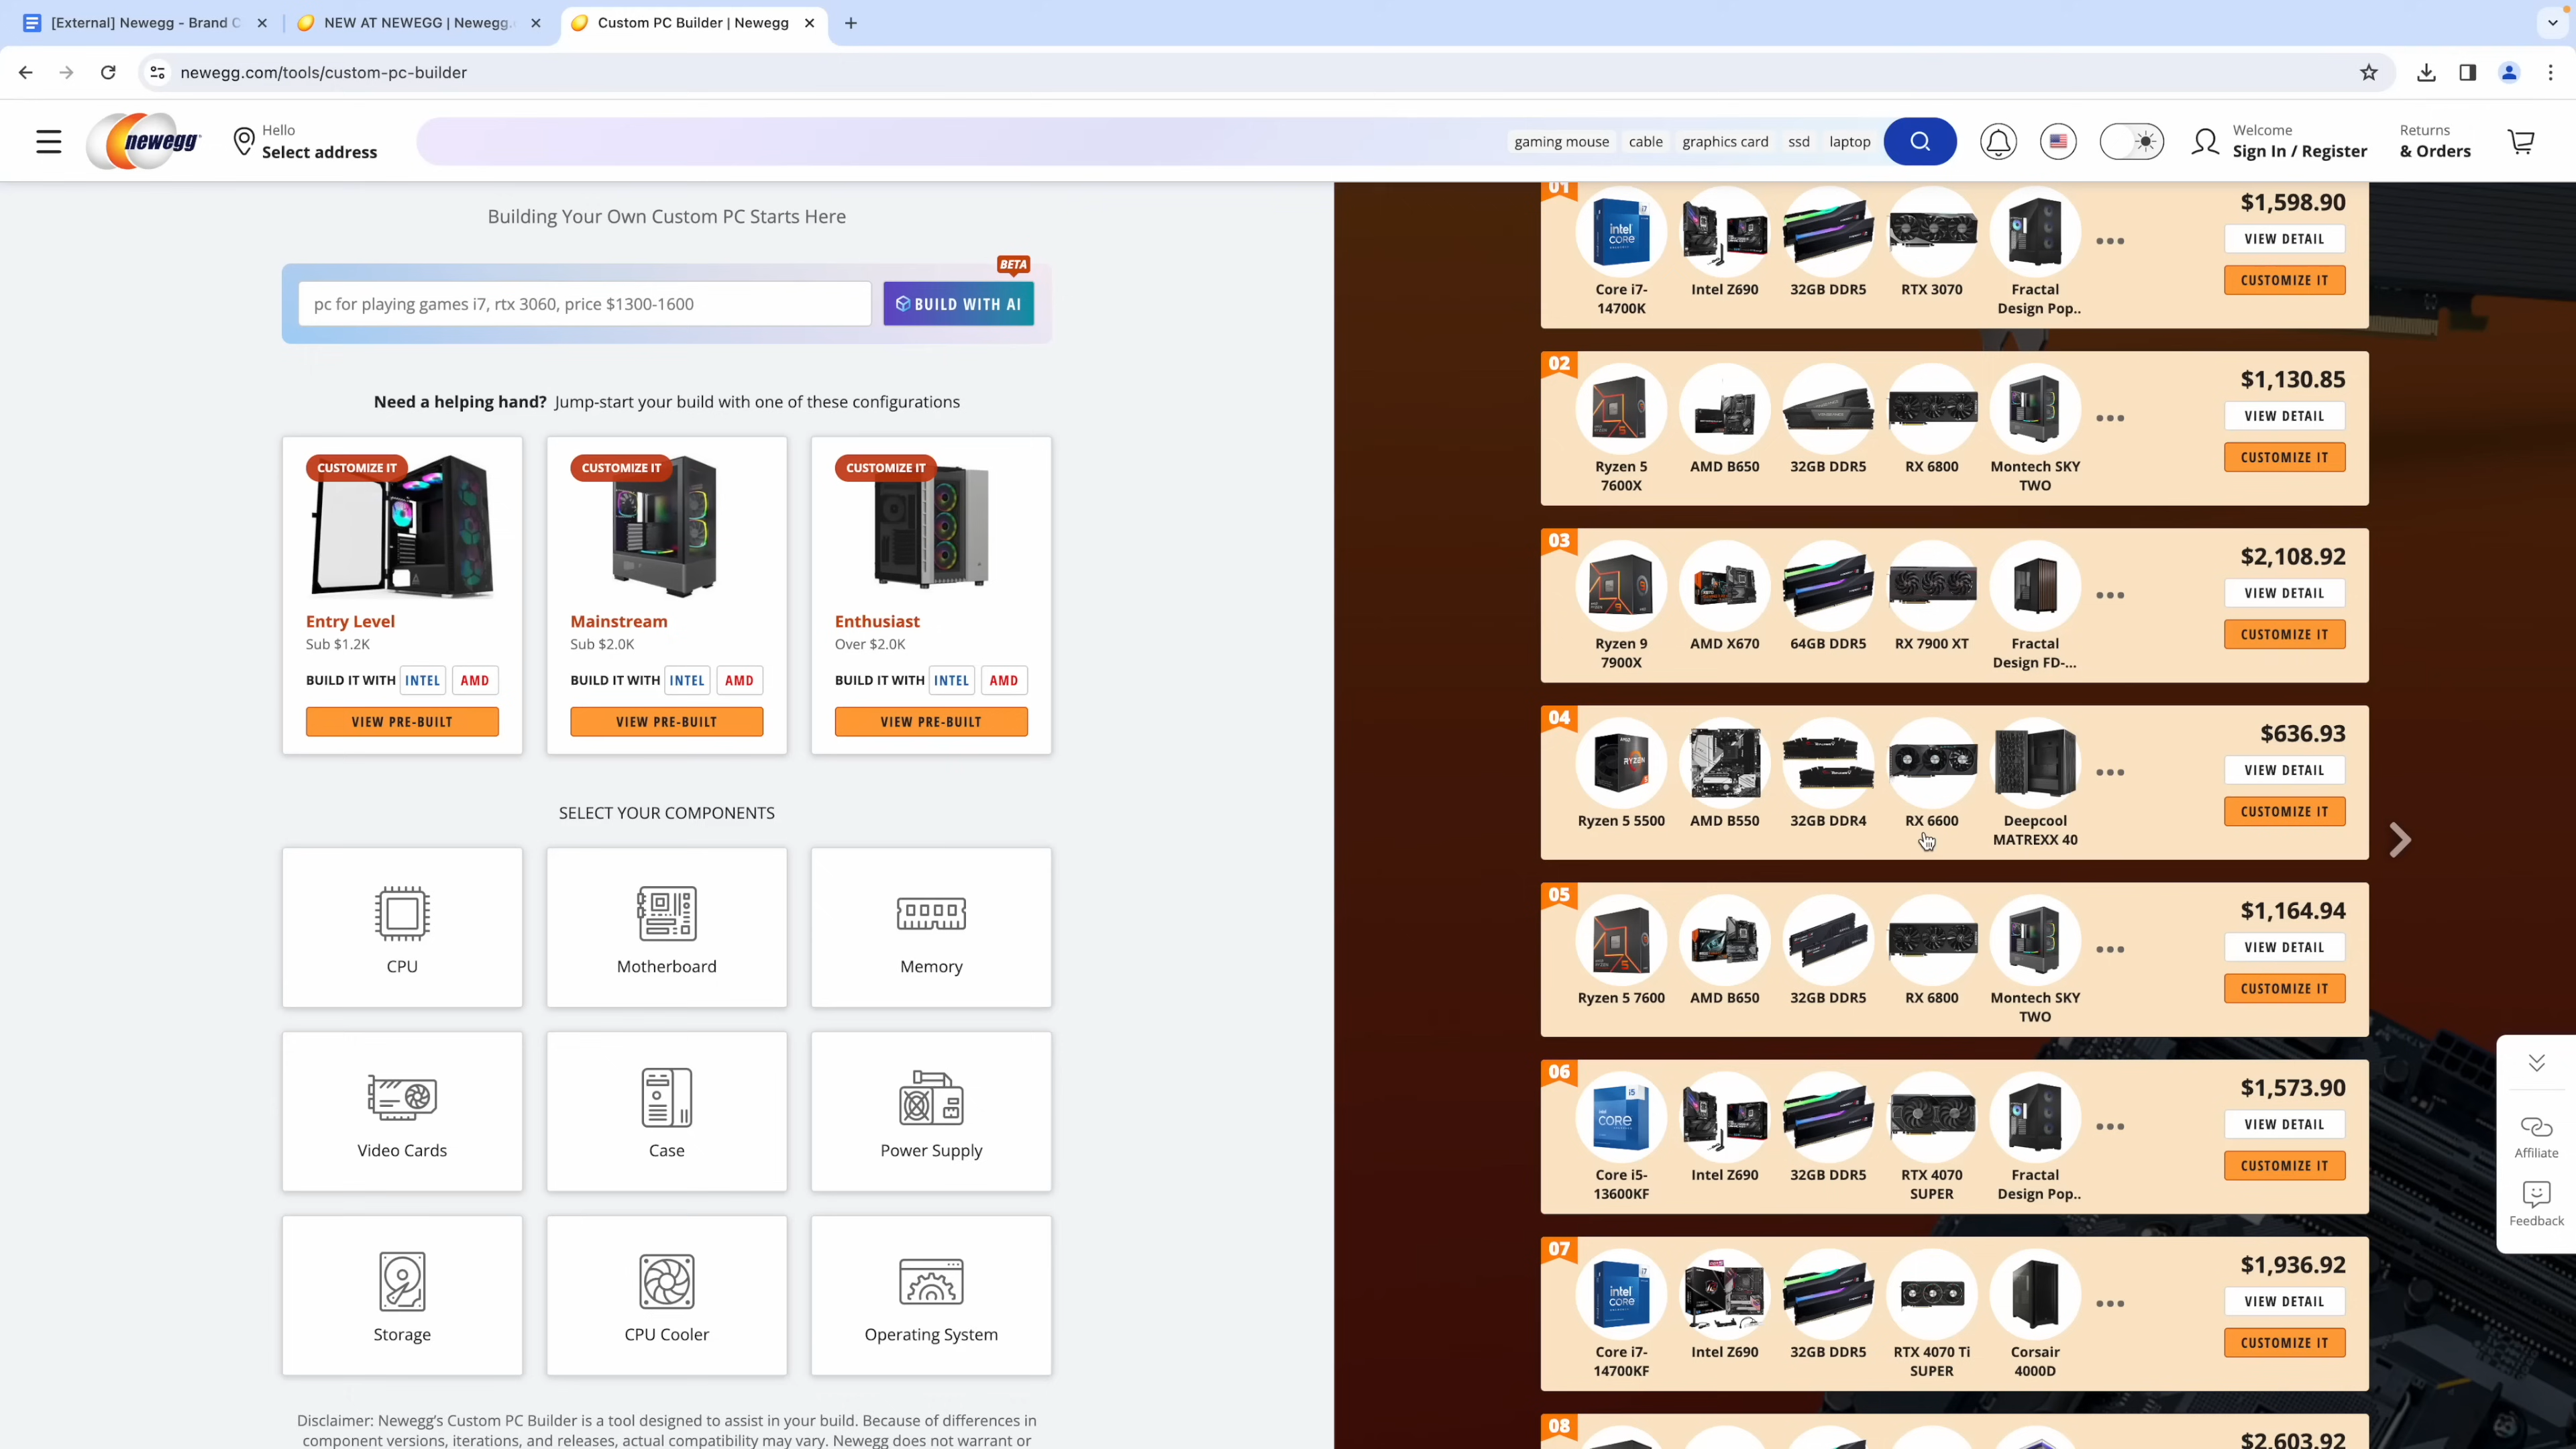 [External] Newegg - Brand C
NEW AT NEWEGG | Newegg.
Custom PC Builder | Newegg
newegg.com/tools/custom-pc-builder
newegg
Hello
Select address
gaming mouse
cable
graphics card
ssd
laptop
Welcome
Sign In / Register
Returns
& Orders
Building Your Own Custom PC Starts Here
BETA
pc for playing games i7, rtx 3060, price $1300-1600
BUILD WITH AI
Need a helping hand? Jump-start your build with one of these configurations
CUSTOMIZE IT
Entry Level
Sub $1.2K
BUILD IT WITH INTEL AMD
VIEW PRE-BUILT
CUSTOMIZE IT
Mainstream
Sub $2.0K
BUILD IT WITH INTEL AMD
VIEW PRE-BUILT
CUSTOMIZE IT
Enthusiast
Over $2.0K
BUILD IT WITH INTEL AMD
VIEW PRE-BUILT
SELECT YOUR COMPONENTS
CPU
Motherboard
Memory
Video Cards
Case
Power Supply
Storage
CPU Cooler
Operating System
Disclaimer: Newegg's Custom PC Builder is a tool designed to assist in your build. Because of differences in
component versions, iterations, and releases, actual compatibility may vary. Newegg does not warrant or
01
intel
CORE
i7
Core i7-
14700K
Intel Z690
32GB DDR5
RTX 3070
Fractal
Design Pop..
$1,598.90
VIEW DETAIL
CUSTOMIZE IT
02
Ryzen 5
7600X
AMD B650
32GB DDR5
RX 6800
Montech SKY
TWO
$1,130.85
VIEW DETAIL
CUSTOMIZE IT
03
Ryzen 9
7900X
AMD X670
64GB DDR5
RX 7900 XT
Fractal
Design FD-...
$2,108.92
VIEW DETAIL
CUSTOMIZE IT
04
RYZEN
Ryzen 5 5500
AMD B550
32GB DDR4
RX 6600
Deepcool
MATREXX 40
$636.93
VIEW DETAIL
CUSTOMIZE IT
05
Ryzen 5 7600
AMD B650
32GB DDR5
RX 6800
Montech SKY
TWO
$1,164.94
VIEW DETAIL
CUSTOMIZE IT
06
i5
CORE
Core i5-
13600KF
Intel Z690
32GB DDR5
RTX 4070
SUPER
Fractal
Design Pop..
$1,573.90
VIEW DETAIL
CUSTOMIZE IT
07
intel
CORE
i7
Core i7-
14700KF
Intel Z690
32GB DDR5
RTX 4070 Ti
SUPER
Corsair
4000D
$1,936.92
VIEW DETAIL
CUSTOMIZE IT
08
$2,603.92
Affiliate
Feedback